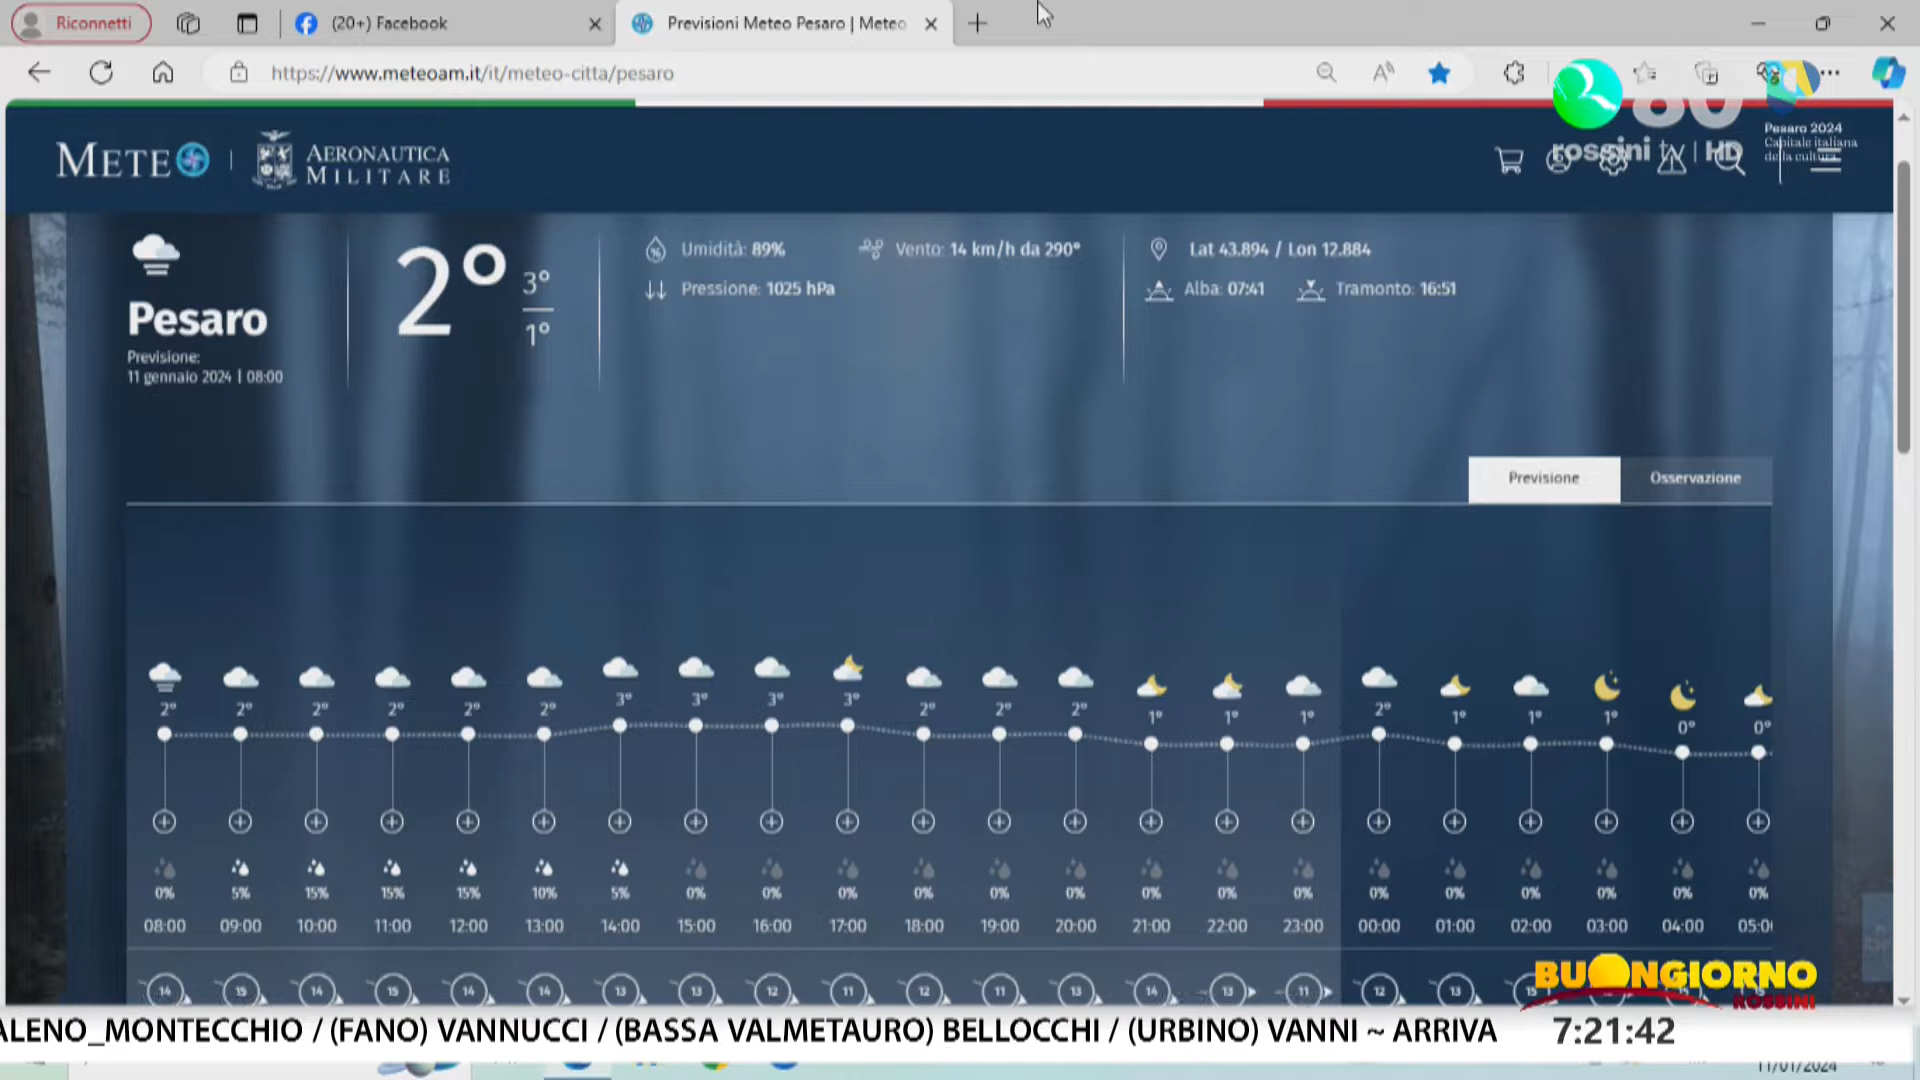 Riconnetti
(20+) Facebook
Previsioni Meteo Pesaro | Meteo
https://www.meteoam.it/it/meteo-citta/pesaro
METEO
AERONAUTICA
MILITARE
80
rossini tv | HD
Pesaro 2024
Capitale italiana
della cultura
Pesaro
Previsione:
11 gennaio 2024 | 08:00
2°
3°
1°
Umidità: 89%
Vento: 14 km/h da 290°
Pressione: 1025 hPa
Lat 43.894 / Lon 12.884
Alba: 07:41
Tramonto: 16:51
Previsione
Osservazione
2° 2° 2° 2° 2° 2° 3° 3° 3° 3° 2° 2° 2° 1° 1° 1° 2° 1° 1° 1° 0° 0°
0% 5% 15% 15% 15% 10% 5% 0% 0% 0% 0% 0% 0% 0% 0% 0% 0% 0% 0% 0% 0% 0%
08:00 09:00 10:00 11:00 12:00 13:00 14:00 15:00 16:00 17:00 18:00 19:00 20:00 21:00 22:00 23:00 00:00 01:00 02:00 03:00 04:00 05:0
14 15 14 15 14 14 13 13 12 11 12 11 13 14 13 11 12 13 15
BUONGIORNO
ROSSINI
ALENO_MONTECCHIO / (FANO) VANNUCCI / (BASSA VALMETAURO) BELLOCCHI / (URBINO) VANNI ~ ARRIVA
7:21:42
11/01/2024